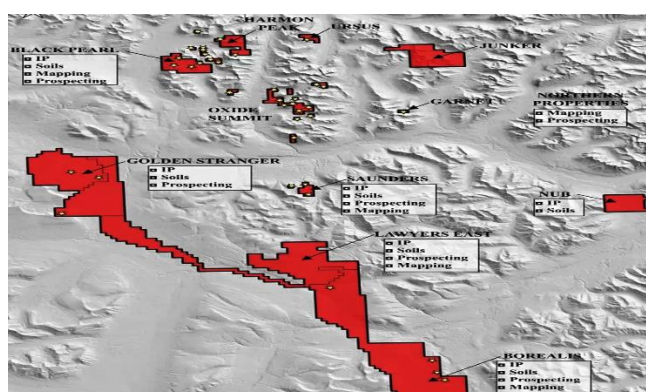 HARMON
PEAK
URSUS
BLACK PEARL
IP
Soils
Mapping
Prospecting
JUNKER
OXIDE
SUMMIT
GARNET
NORTHERN
PROPERTIES
Mapping
Prospecting
GOLDEN STRANGER
IP
Soils
Prospecting
SAUNDERS
IP
Soils
Prospecting
Mapping
NUB
IP
Soils
LAWYERS EAST
IP
Soils
Prospecting
Mapping
BOREALIS
IP
Soils
Prospecting
Mapping